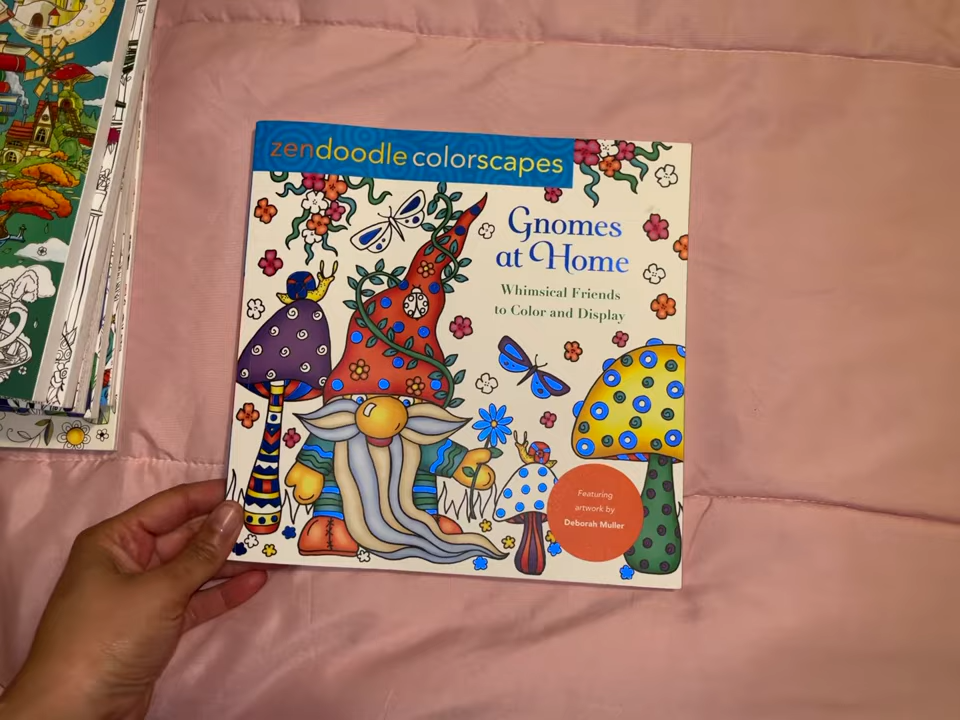 zendoodle colorscapes
Gnomes
at Home
Whimsical Friends
to Color and Display
Featuring
artwork by
Deborah Muller